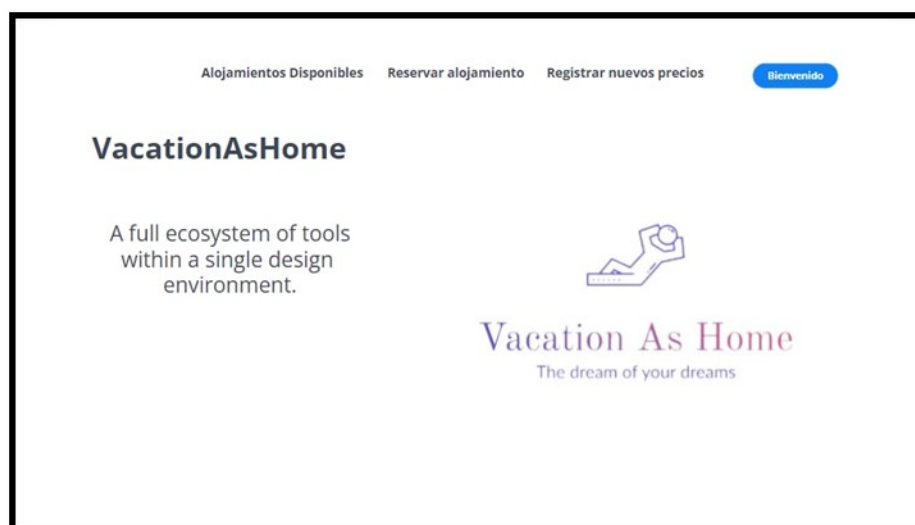 Alojamientos Disponibles Reservar alojamiento Registrar nuevos precios Bienvenido
VacationAsHome
A full ecosystem of tools
within a single design
environment.
Vacation As Home
The dream of your dreams